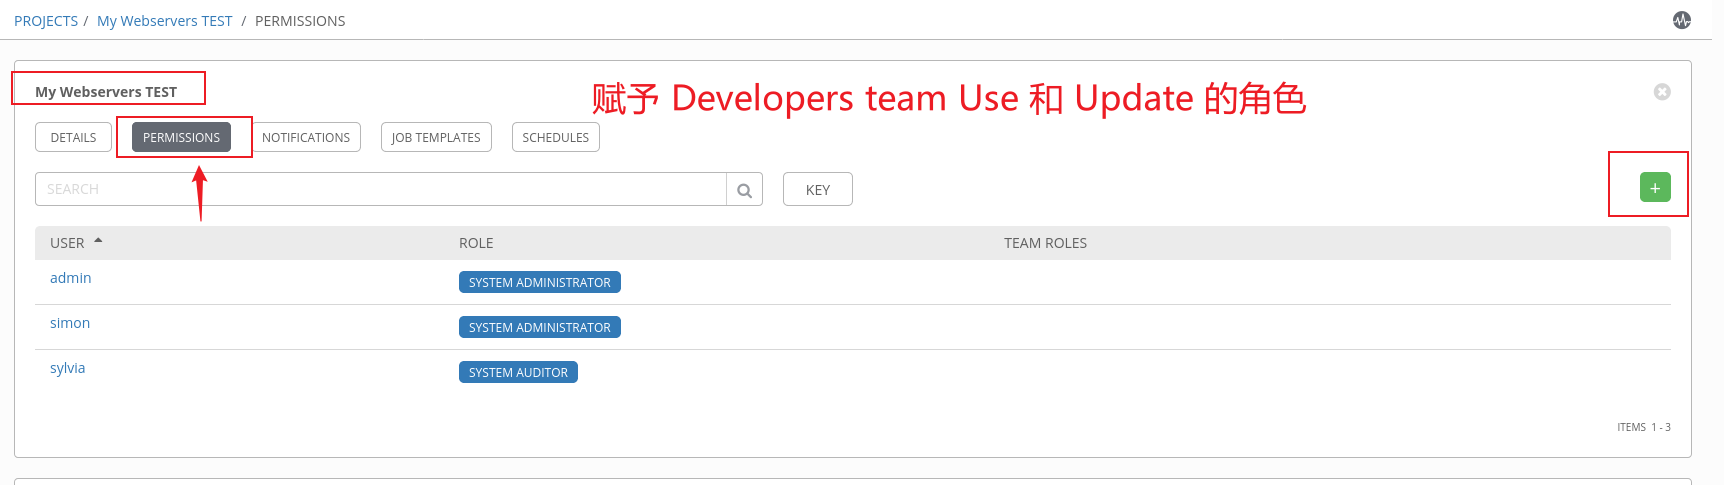 PROJECTS / My Webservers TEST / PERMISSIONS
My Webservers TEST
赋予 Developers team Use 和 Update 的角色
DETAILS PERMISSIONS NOTIFICATIONS JOB TEMPLATES SCHEDULES
SEARCH KEY +
USER ROLE TEAM ROLES
admin SYSTEM ADMINISTRATOR
simon SYSTEM ADMINISTRATOR
sylvia SYSTEM AUDITOR
ITEMS 1 - 3